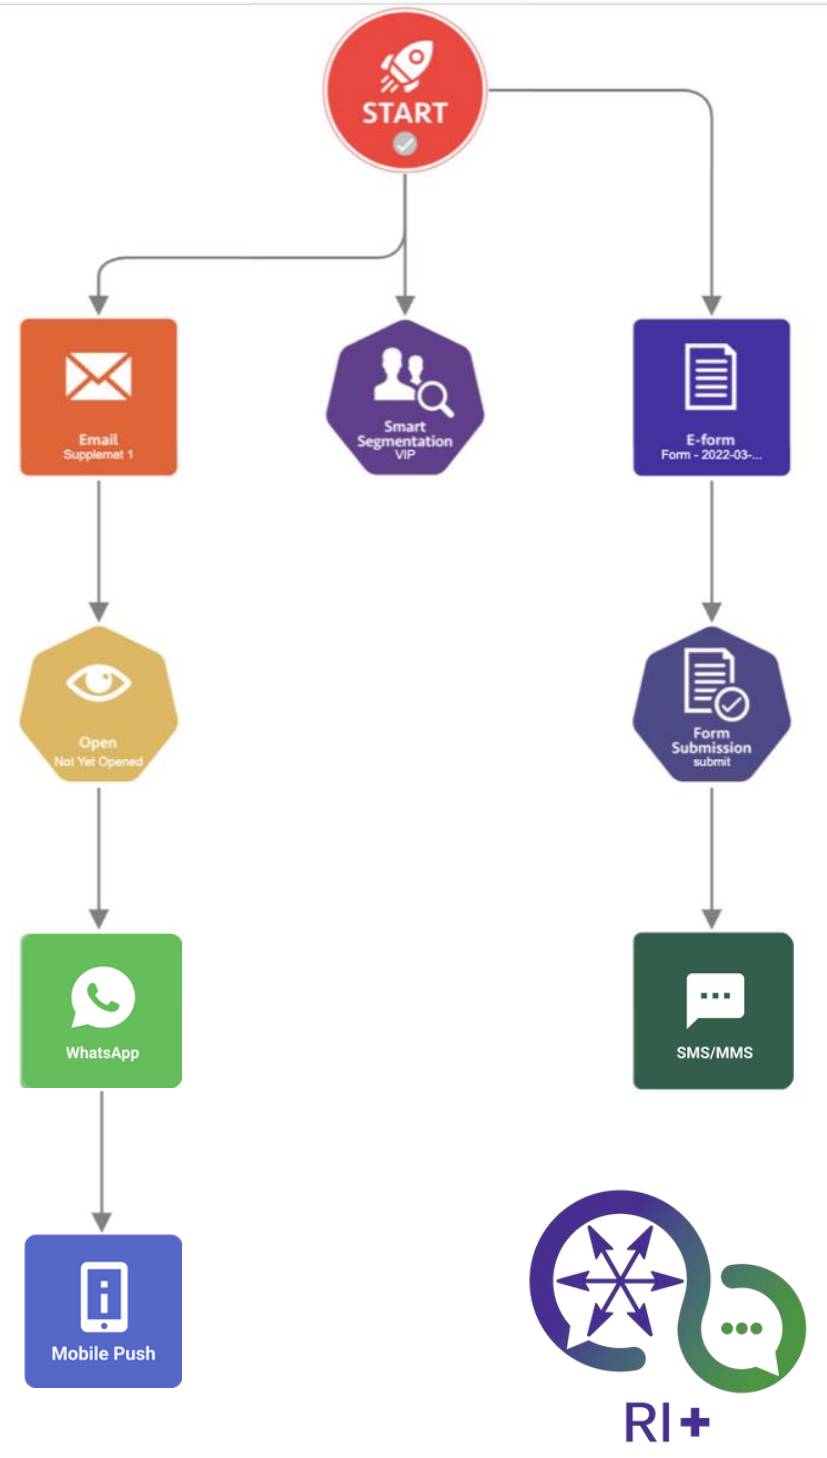 START
Email
Supplemet 1
Smart
Segmentation
VIP
E-form
Form - 2022-03-...
Open
Not Yet Opened
Form
Submission
submit
WhatsApp
SMS/MMS
Mobile Push
RI+